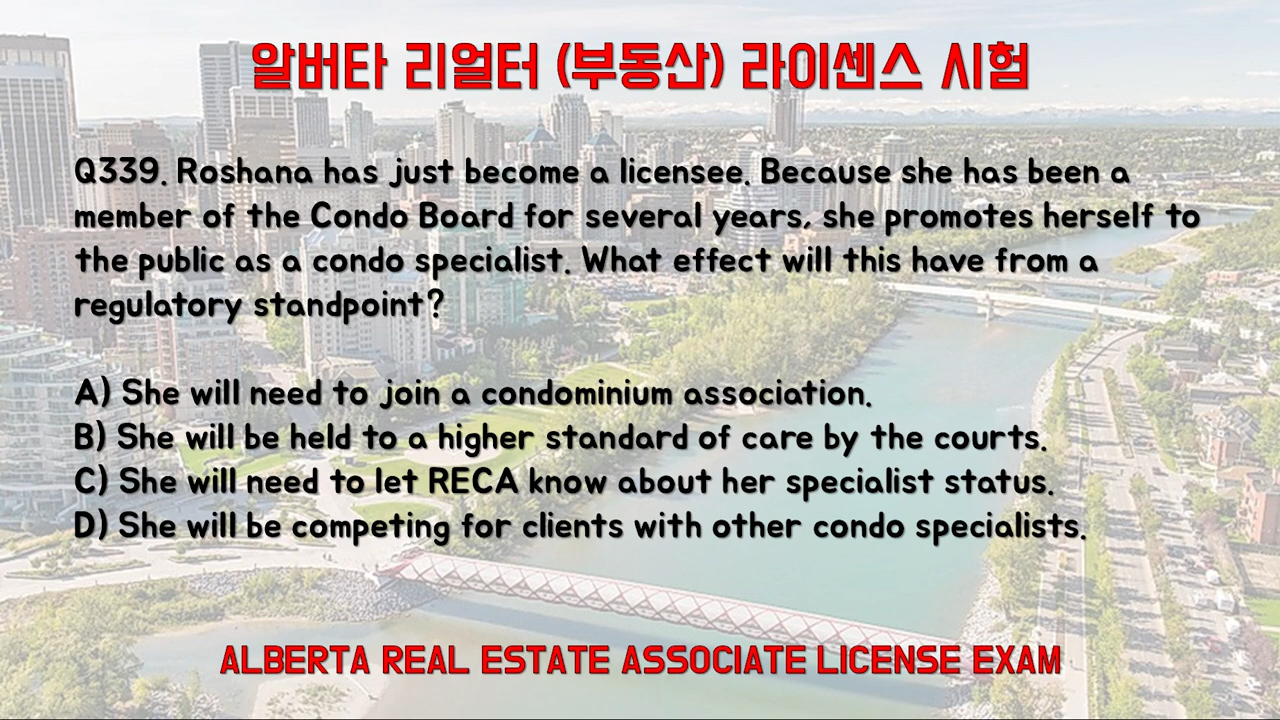 알버타 리얼터 (부동산) 라이센스 시험
Q339. Roshana has just become a licensee. Because she has been a
member of the Condo Board for several years, she promotes herself to
the public as a condo specialist. What effect will this have from a
regulatory standpoint?
A) She will need to join a condominium association.
B) She will be held to a higher standard of care by the courts.
C) She will need to let RECA know about her specialist status.
D) She will be competing for clients with other condo specialists.
ALBERTA REAL ESTATE ASSOCIATE LICENSE EXAM